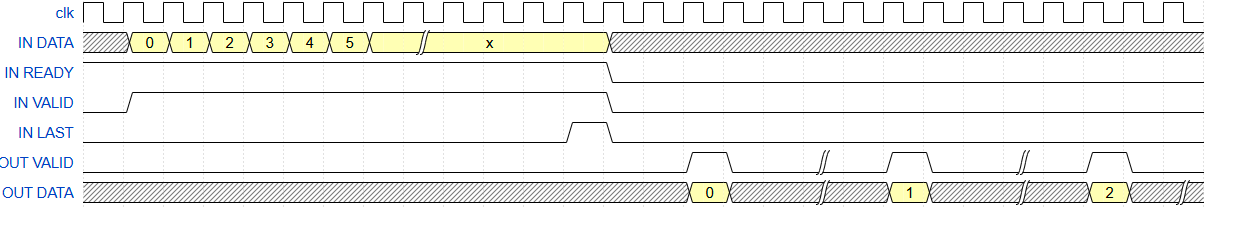 clk
IN DATA 0 1 2 3 4 5 x
IN READY
IN VALID
IN LAST
OUT VALID
OUT DATA 0 1 2